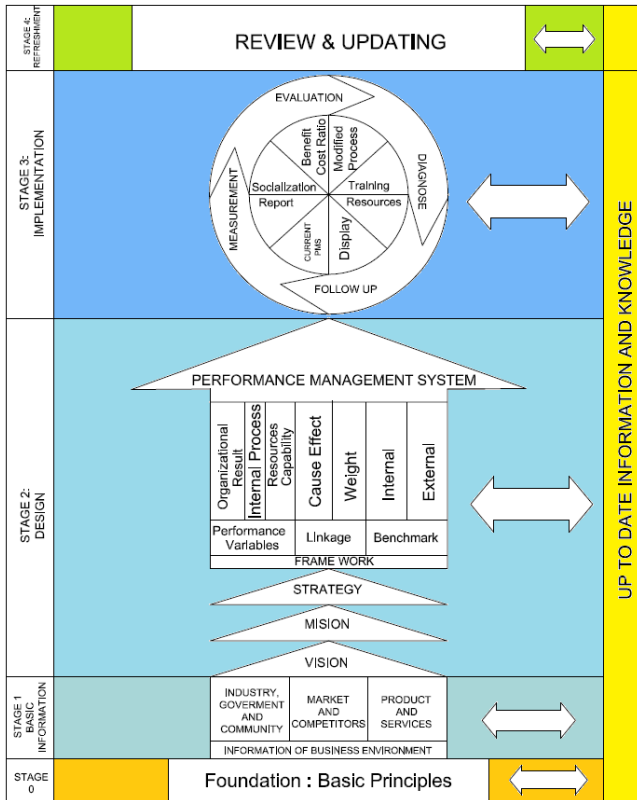 STAGE 4:
REFRESHMENT
REVIEW & UPDATING
STAGE 3:
IMPLEMENTATION
EVALUATION
DIAGNOSE
FOLLOW UP
MEASUREMENT
Benefit
Cost Ratio
Modified
Process
Socialization
Training
Report
Resources
CURRENT
PMS
Display
UP TO DATE INFORMATION AND KNOWLEDGE
STAGE 2:
DESIGN
PERFORMANCE MANAGEMENT SYSTEM
Organizational
Result
Internal Process
Resources
Capability
Cause Effect
Weight
Internal
External
Performance
Variables
Linkage
Benchmark
FRAME WORK
STRATEGY
MISION
VISION
STAGE 1
BASIC
INFORMATION
INDUSTRY,
GOVERMENT
AND
COMMUNITY
MARKET
AND
COMPETITORS
PRODUCT
AND
SERVICES
INFORMATION OF BUSINESS ENVIRONMENT
STAGE
0
Foundation : Basic Principles